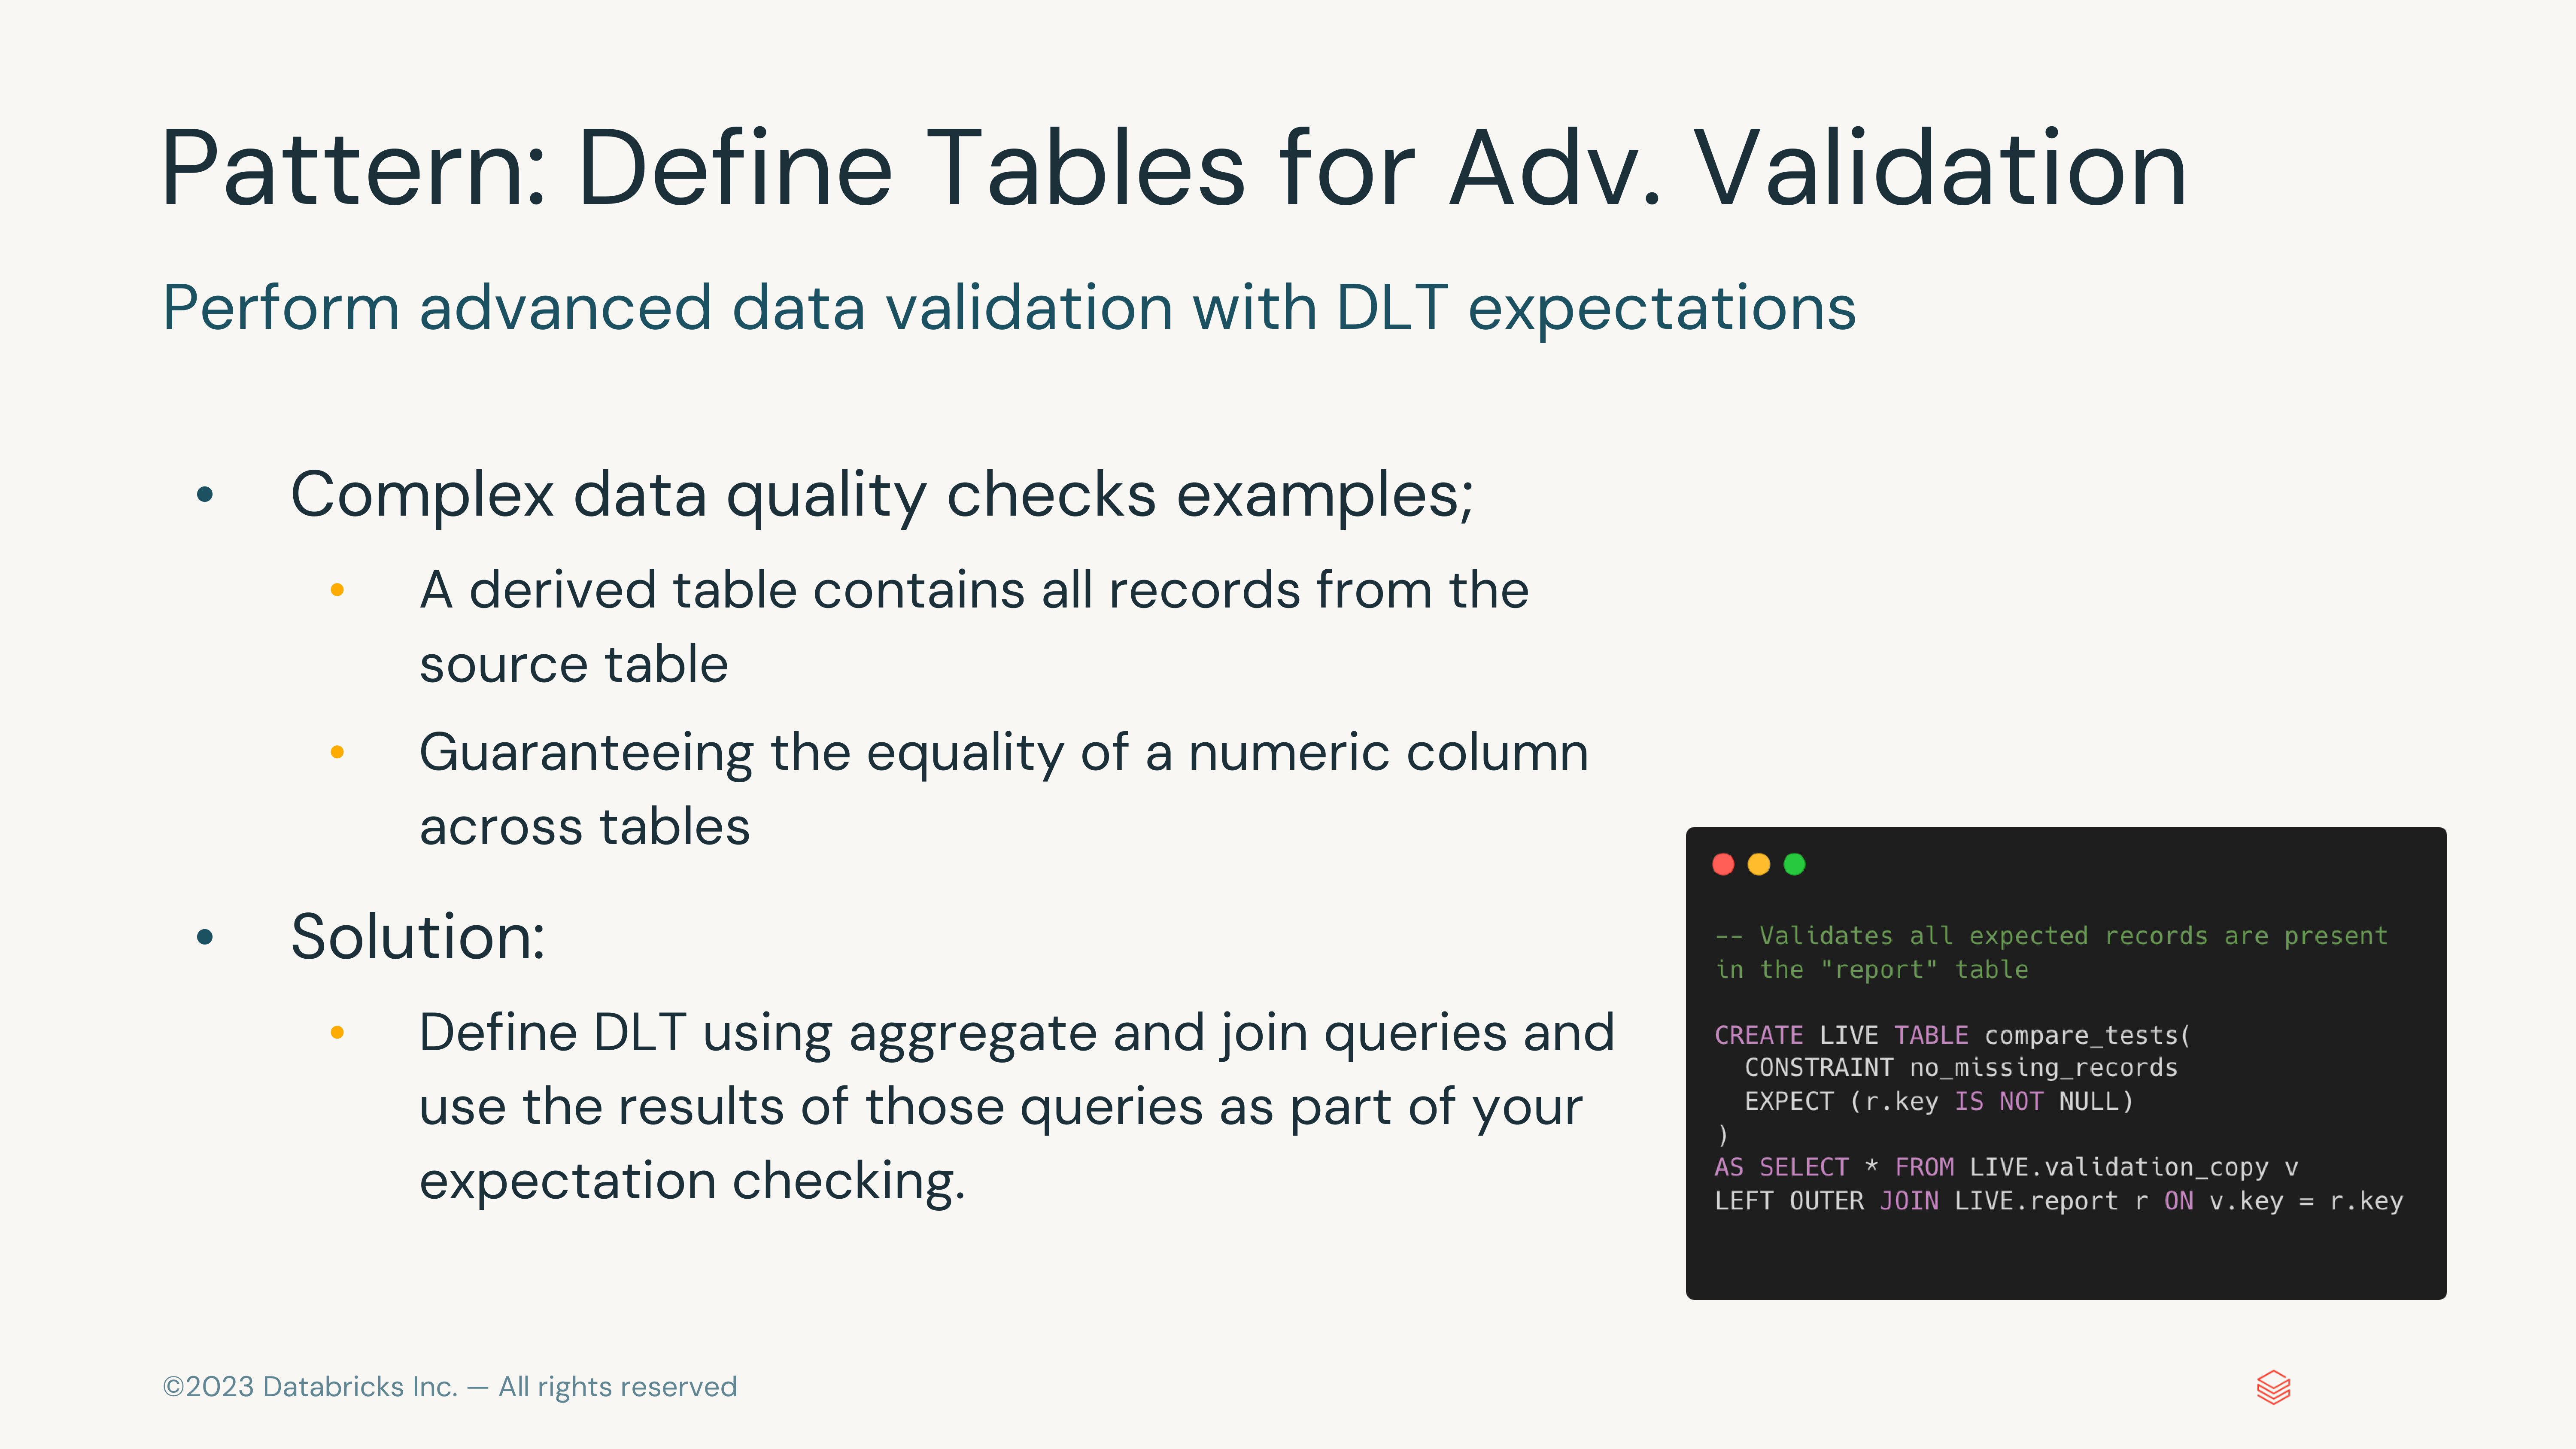 Pattern: Define Tables for Adv. Validation
Perform advanced data validation with DLT expectations
• Complex data quality checks examples;
• A derived table contains all records from the
source table
• Guaranteeing the equality of a numeric column
across tables
• Solution:
• Define DLT using aggregate and join queries and
use the results of those queries as part of your
expectation checking.
-- Validates all expected records are present
in the "report" table
CREATE LIVE TABLE compare_tests(
  CONSTRAINT no_missing_records
  EXPECT (r.key IS NOT NULL)
)
AS SELECT * FROM LIVE.validation_copy v
LEFT OUTER JOIN LIVE.report r ON v.key = r.key
©2023 Databricks Inc. — All rights reserved